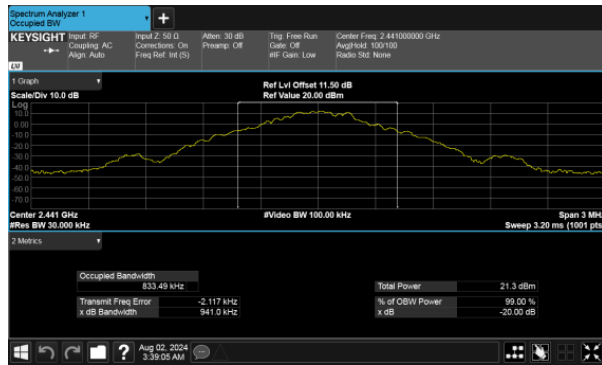 Spectrum Analyzer 1
Occupied BW
+
KEYSIGHT Input: RF Input Z: 50 Ω Atten: 30 dB Trig: Free Run Center Freq: 2.441000000 GHz
Coupling: AC Corrections: On Preamp: Off Gate: Off Avg|Hold: 100/100
Align: Auto Freq Ref: Int (S) #IF Gain: Low Radio Std: None
LXI
1 Graph
Ref Lvl Offset 11.50 dB
Scale/Div 10.0 dB Ref Value 20.00 dBm
Log
10.0
0.00
-10.0
-20.0
-30.0
-40.0
-50.0
-60.0
-70.0
Center 2.441 GHz #Video BW 100.00 kHz Span 3 MHz
#Res BW 30.000 kHz Sweep 3.20 ms (1001 pts
2 Metrics
Occupied Bandwidth
833.49 kHz Total Power 21.3 dBm
Transmit Freq Error -2.117 kHz % of OBW Power 99.00 %
x dB Bandwidth 941.0 kHz x dB -20.00 dB
? Aug 02, 2024
3:39:05 AM